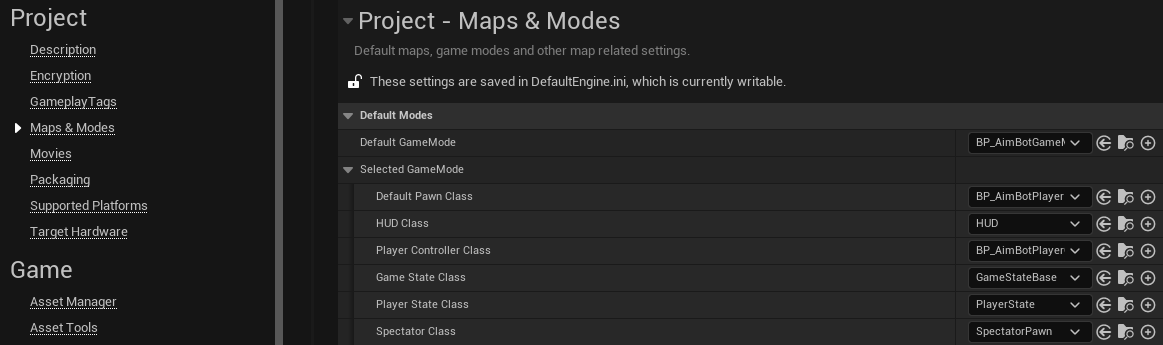 Project
Description
Encryption
GameplayTags
Maps & Modes
Movies
Packaging
Supported Platforms
Target Hardware
Game
Asset Manager
Asset Tools
Project - Maps & Modes
Default maps, game modes and other map related settings.
These settings are saved in DefaultEngine.ini, which is currently writable.
Default Modes
Default GameMode BP_AimBotGameM
Selected GameMode
Default Pawn Class BP_AimBotPlayer
HUD Class HUD
Player Controller Class BP_AimBotPlayer
Game State Class GameStateBase
Player State Class PlayerState
Spectator Class SpectatorPawn